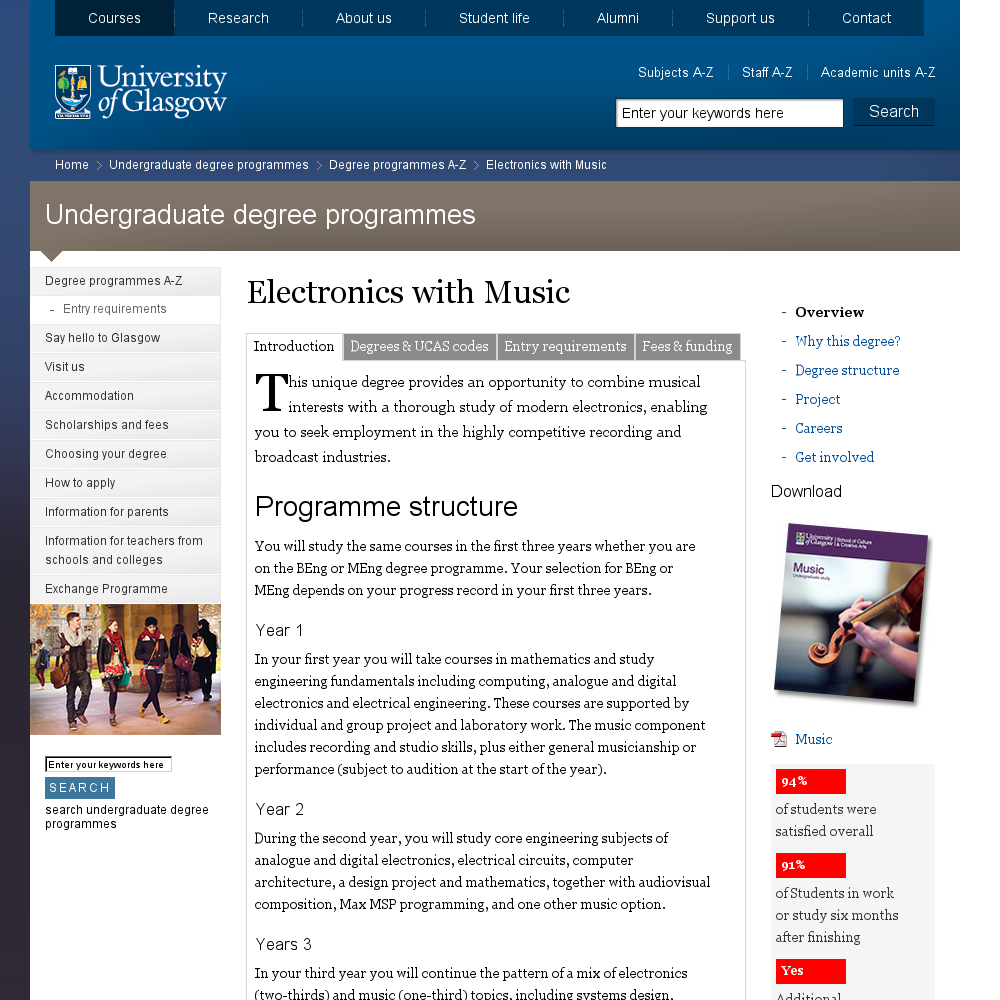 Courses Research About us Student life Alumni Support us Contact
University of Glasgow
VIA VERITAS VITA
Subjects A-Z Staff A-Z Academic units A-Z
Enter your keywords here Search
Home > Undergraduate degree programmes > Degree programmes A-Z > Electronics with Music
Undergraduate degree programmes
Degree programmes A-Z
- Entry requirements
Say hello to Glasgow
Visit us
Accommodation
Scholarships and fees
Choosing your degree
How to apply
Information for parents
Information for teachers from
schools and colleges
Exchange Programme
Enter your keywords here
SEARCH
search undergraduate degree
programmes
Electronics with Music
Introduction Degrees & UCAS codes Entry requirements Fees & funding
This unique degree provides an opportunity to combine musical
interests with a thorough study of modern electronics, enabling
you to seek employment in the highly competitive recording and
broadcast industries.
Programme structure
You will study the same courses in the first three years whether you are
on the BEng or MEng degree programme. Your selection for BEng or
MEng depends on your progress record in your first three years.
Year 1
In your first year you will take courses in mathematics and study
engineering fundamentals including computing, analogue and digital
electronics and electrical engineering. These courses are supported by
individual and group project and laboratory work. The music component
includes recording and studio skills, plus either general musicianship or
performance (subject to audition at the start of the year).
Year 2
During the second year, you will study core engineering subjects of
analogue and digital electronics, electrical circuits, computer
architecture, a design project and mathematics, together with audiovisual
composition, Max MSP programming, and one other music option.
Years 3
In your third year you will continue the pattern of a mix of electronics
(two-thirds) and music (one-third) topics, including systems design,
- Overview
- Why this degree?
- Degree structure
- Project
- Careers
- Get involved
Download
University of Glasgow School of Culture & Creative Arts
Music
Undergraduate study
Music
94%
of students were
satisfied overall
91%
of Students in work
or study six months
after finishing
Yes
Additional